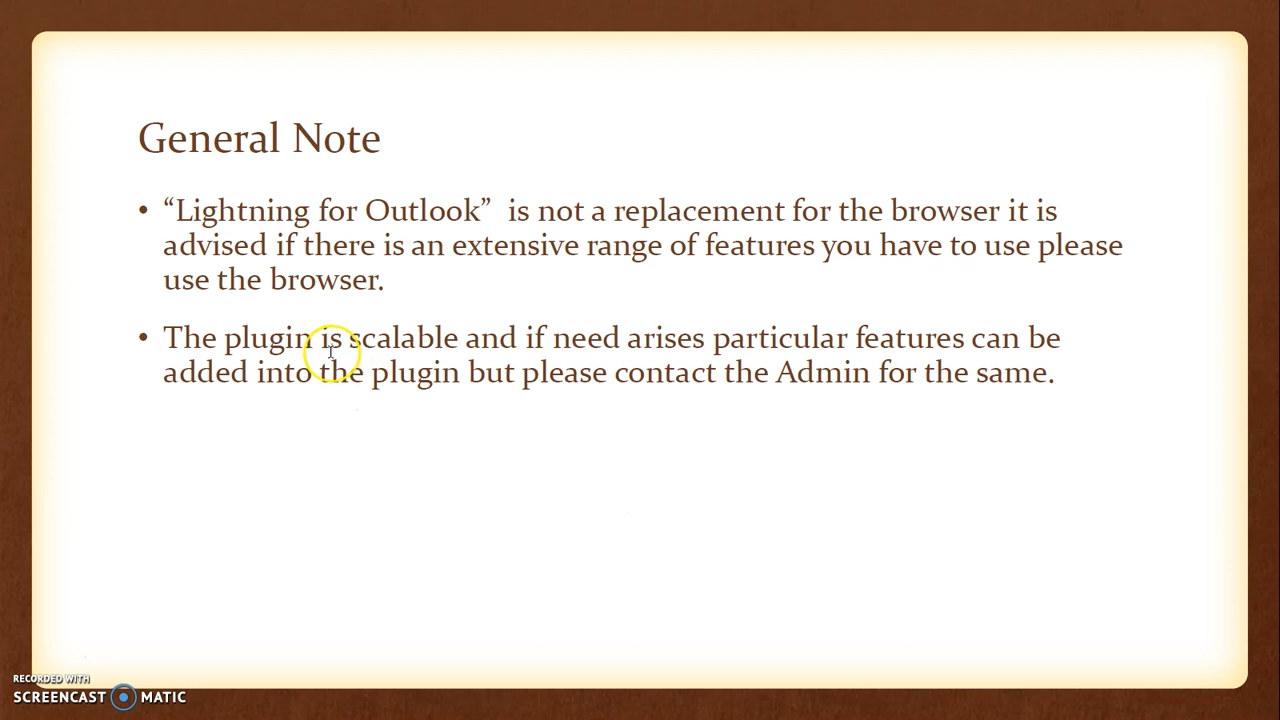 General Note
• “Lightning for Outlook”  is not a replacement for the browser it is
advised if there is an extensive range of features you have to use please
use the browser.
• The plugin is scalable and if need arises particular features can be
added into the plugin but please contact the Admin for the same.
RECORDED WITH
SCREENCAST MATIC